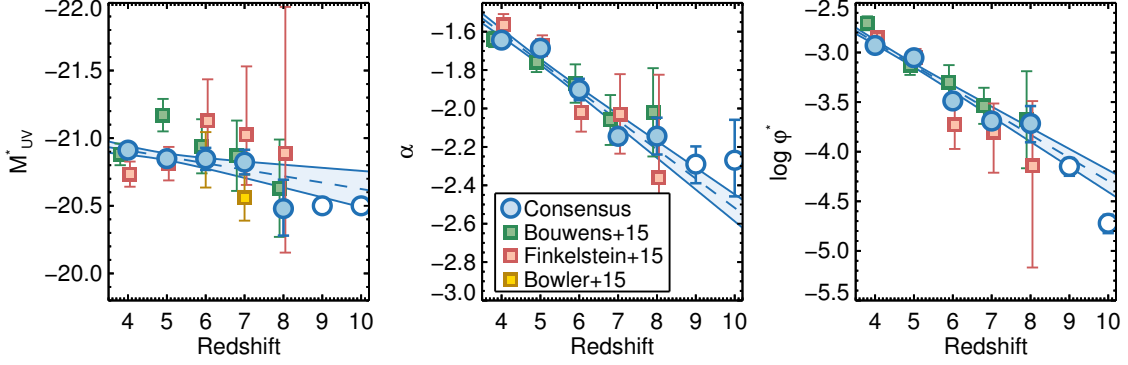 −22.0
−21.5
−21.0
−20.5
−20.0
M*UV
4 5 6 7 8 9 10
Redshift
−1.6
−1.8
−2.0
−2.2
−2.4
−2.6
−2.8
−3.0
α
Consensus
Bouwens+15
Finkelstein+15
Bowler+15
4 5 6 7 8 9 10
Redshift
−2.5
−3.0
−3.5
−4.0
−4.5
−5.0
−5.5
log φ*
4 5 6 7 8 9 10
Redshift